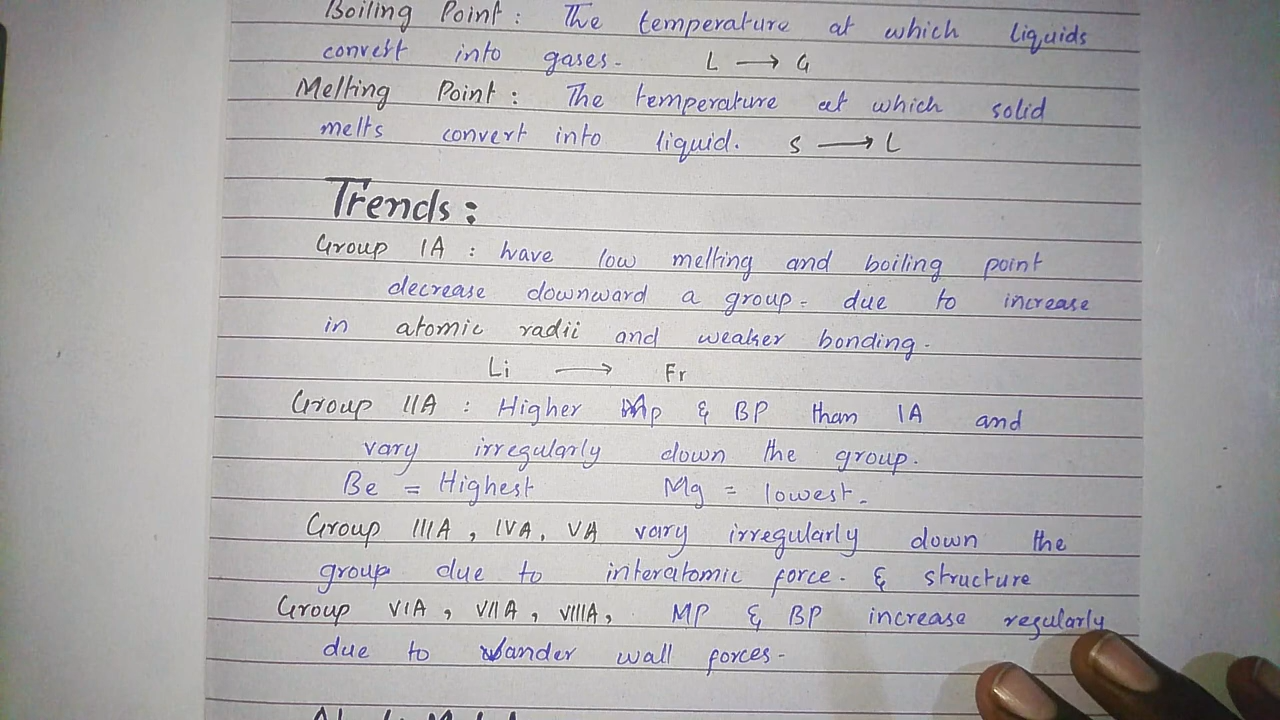 Boiling Point : The temperature at which liquids
convert into gases. L → G
Melting Point : The temperature at which solid
melts convert into liquid. S → L
Trends :
Group IA : have low melting and boiling point
decrease downward a group. due to increase
in atomic radii and weaker bonding.
Li → Fr
Group IIA : Higher Mp & BP than IA and
vary irregularly down the group.
Be = Highest Mg = lowest.
Group IIIA , IVA, VA vary irregularly down the
group due to interatomic force. & structure
Group VIA , VIIA , VIIIA, MP & BP increase regularly
due to Vander wall forces.